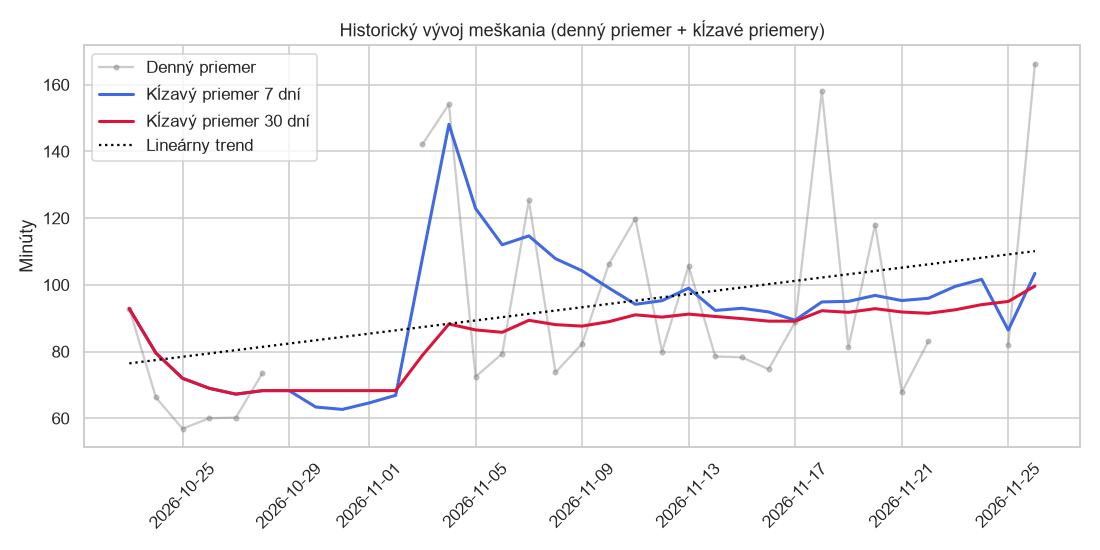 Historický vývoj meškania (denný priemer + kĺzavé priemery)
Denný priemer
Kĺzavý priemer 7 dní
Kĺzavý priemer 30 dní
Lineárny trend
Minúty
160
140
120
100
80
60
2026-10-25
2026-10-29
2026-11-01
2026-11-05
2026-11-09
2026-11-13
2026-11-17
2026-11-21
2026-11-25